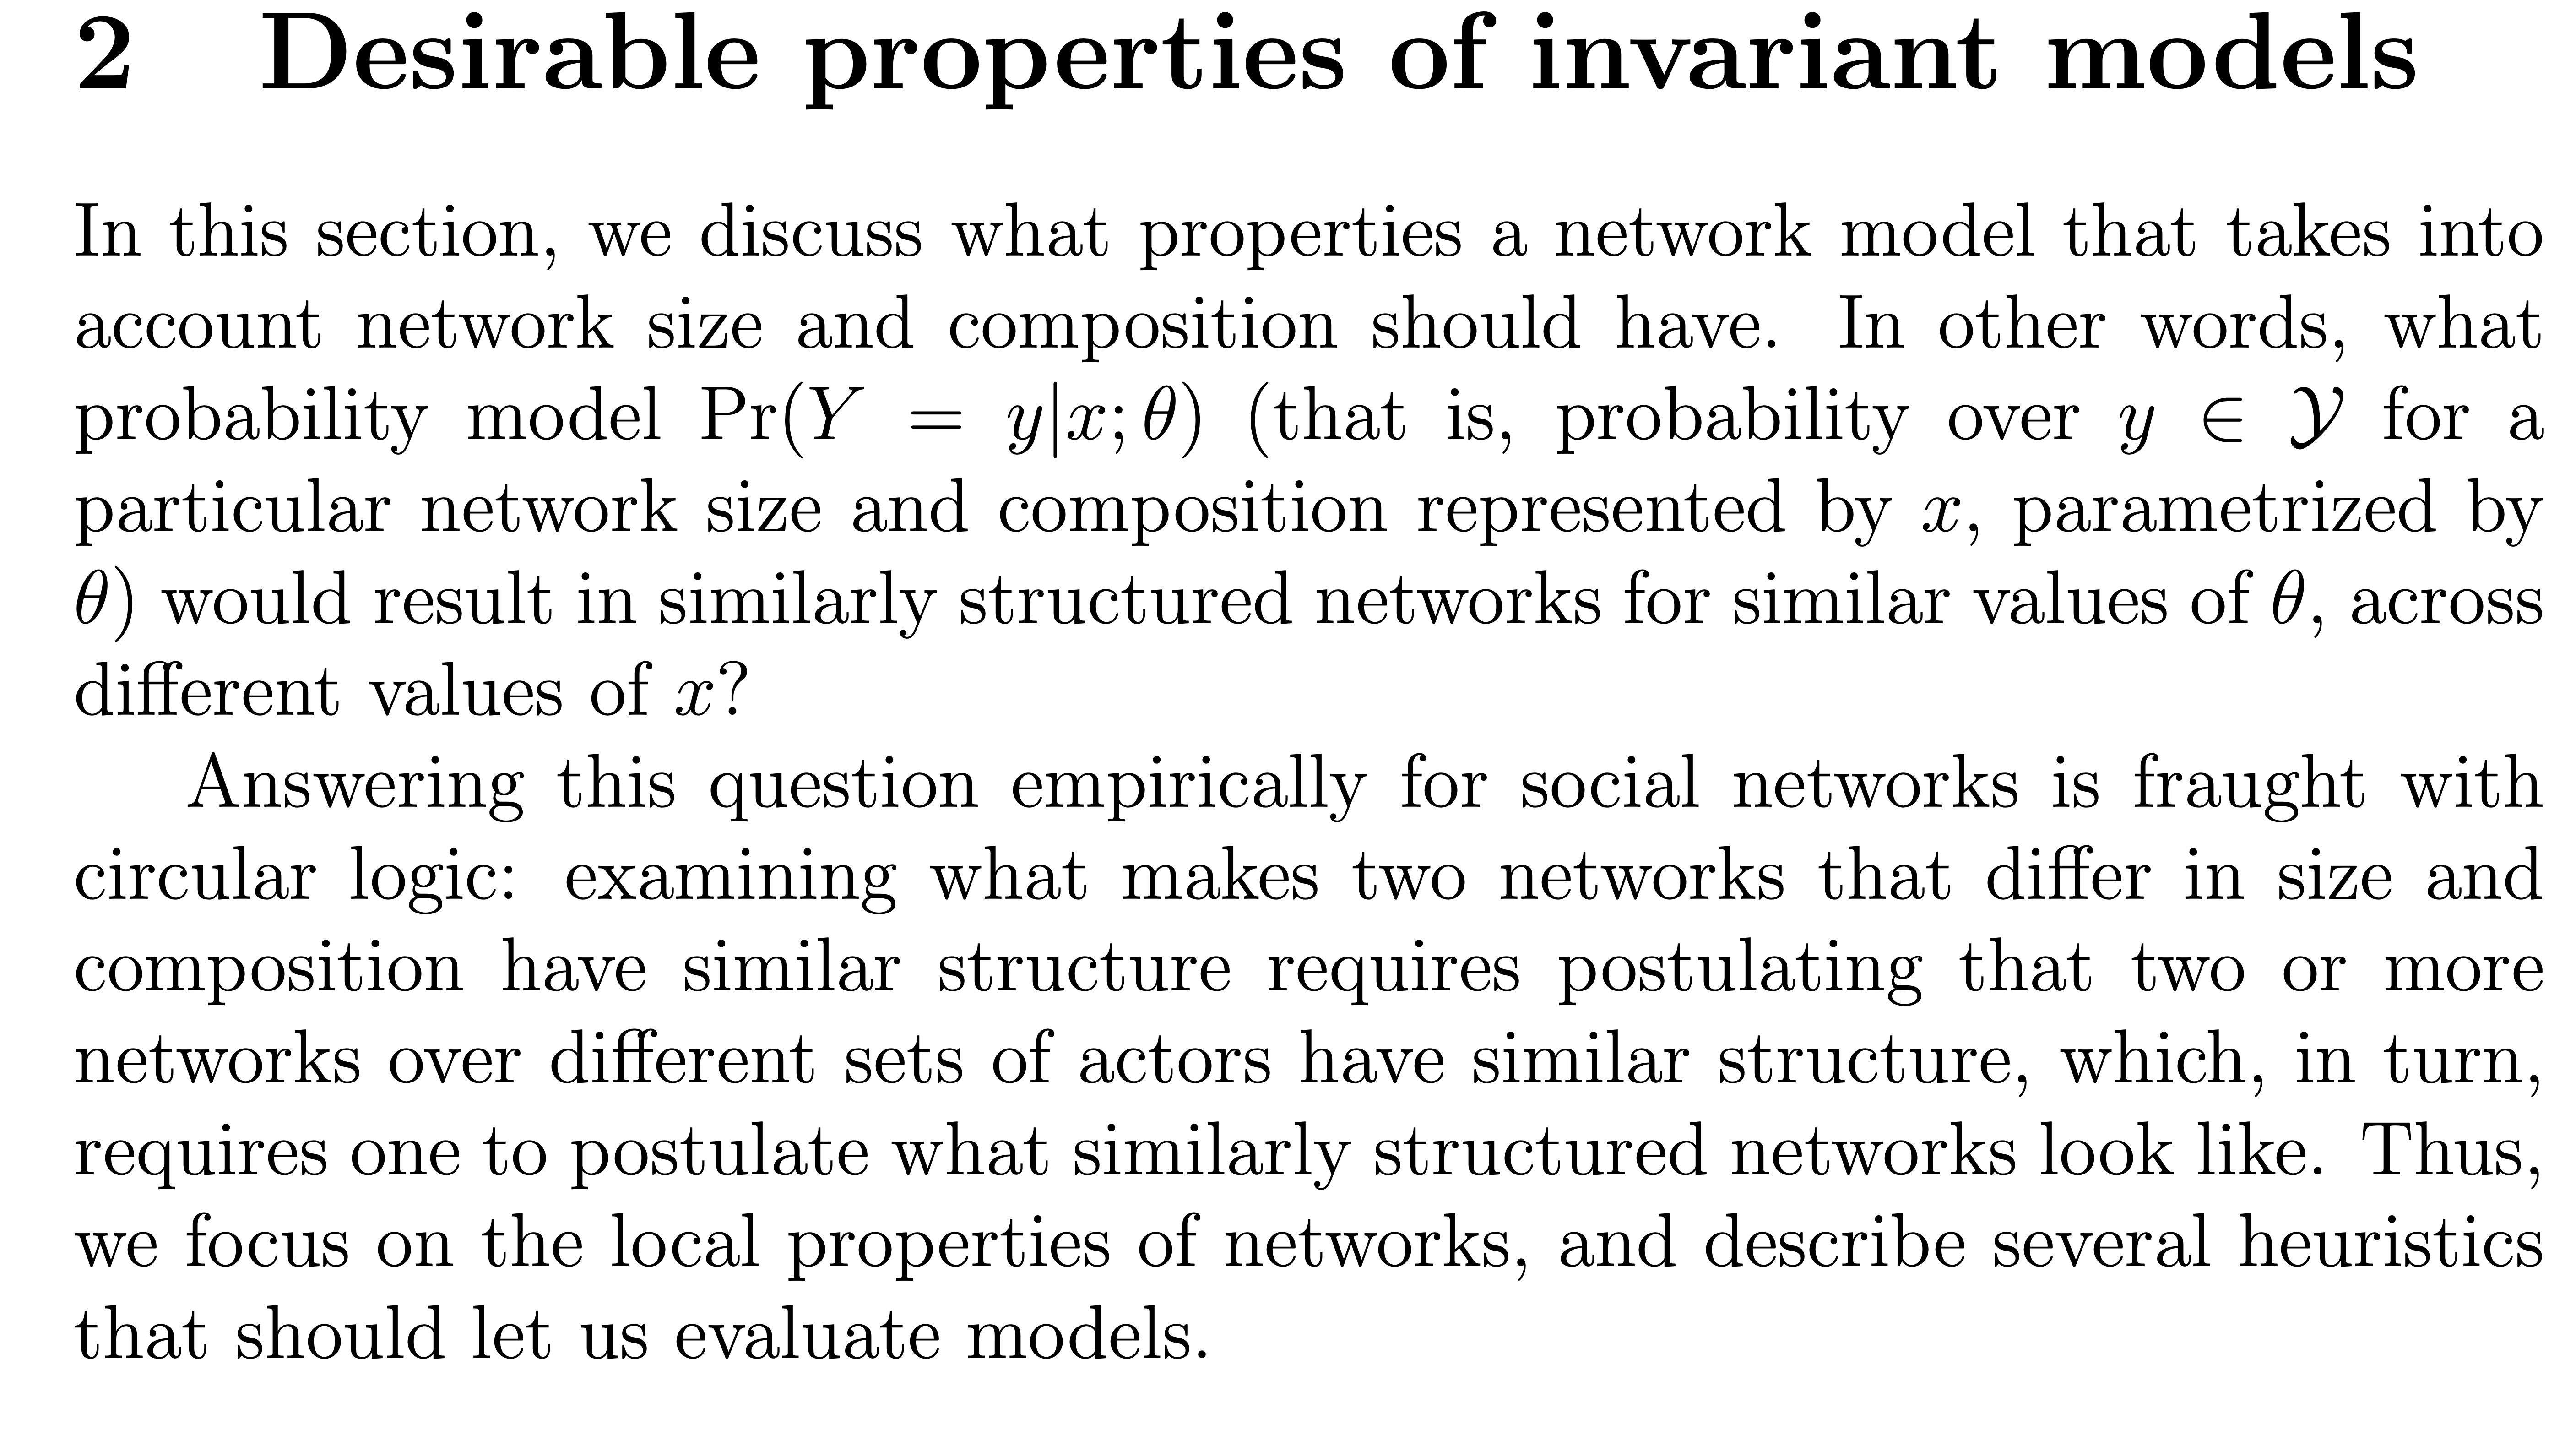 2 Desirable properties of invariant models
In this section, we discuss what properties a network model that takes into
account network size and composition should have. In other words, what
probability model Pr(Y = y|x; θ) (that is, probability over y ∈ 𝒴 for a
particular network size and composition represented by x, parametrized by
θ) would result in similarly structured networks for similar values of θ, across
different values of x?
Answering this question empirically for social networks is fraught with
circular logic: examining what makes two networks that differ in size and
composition have similar structure requires postulating that two or more
networks over different sets of actors have similar structure, which, in turn,
requires one to postulate what similarly structured networks look like. Thus,
we focus on the local properties of networks, and describe several heuristics
that should let us evaluate models.